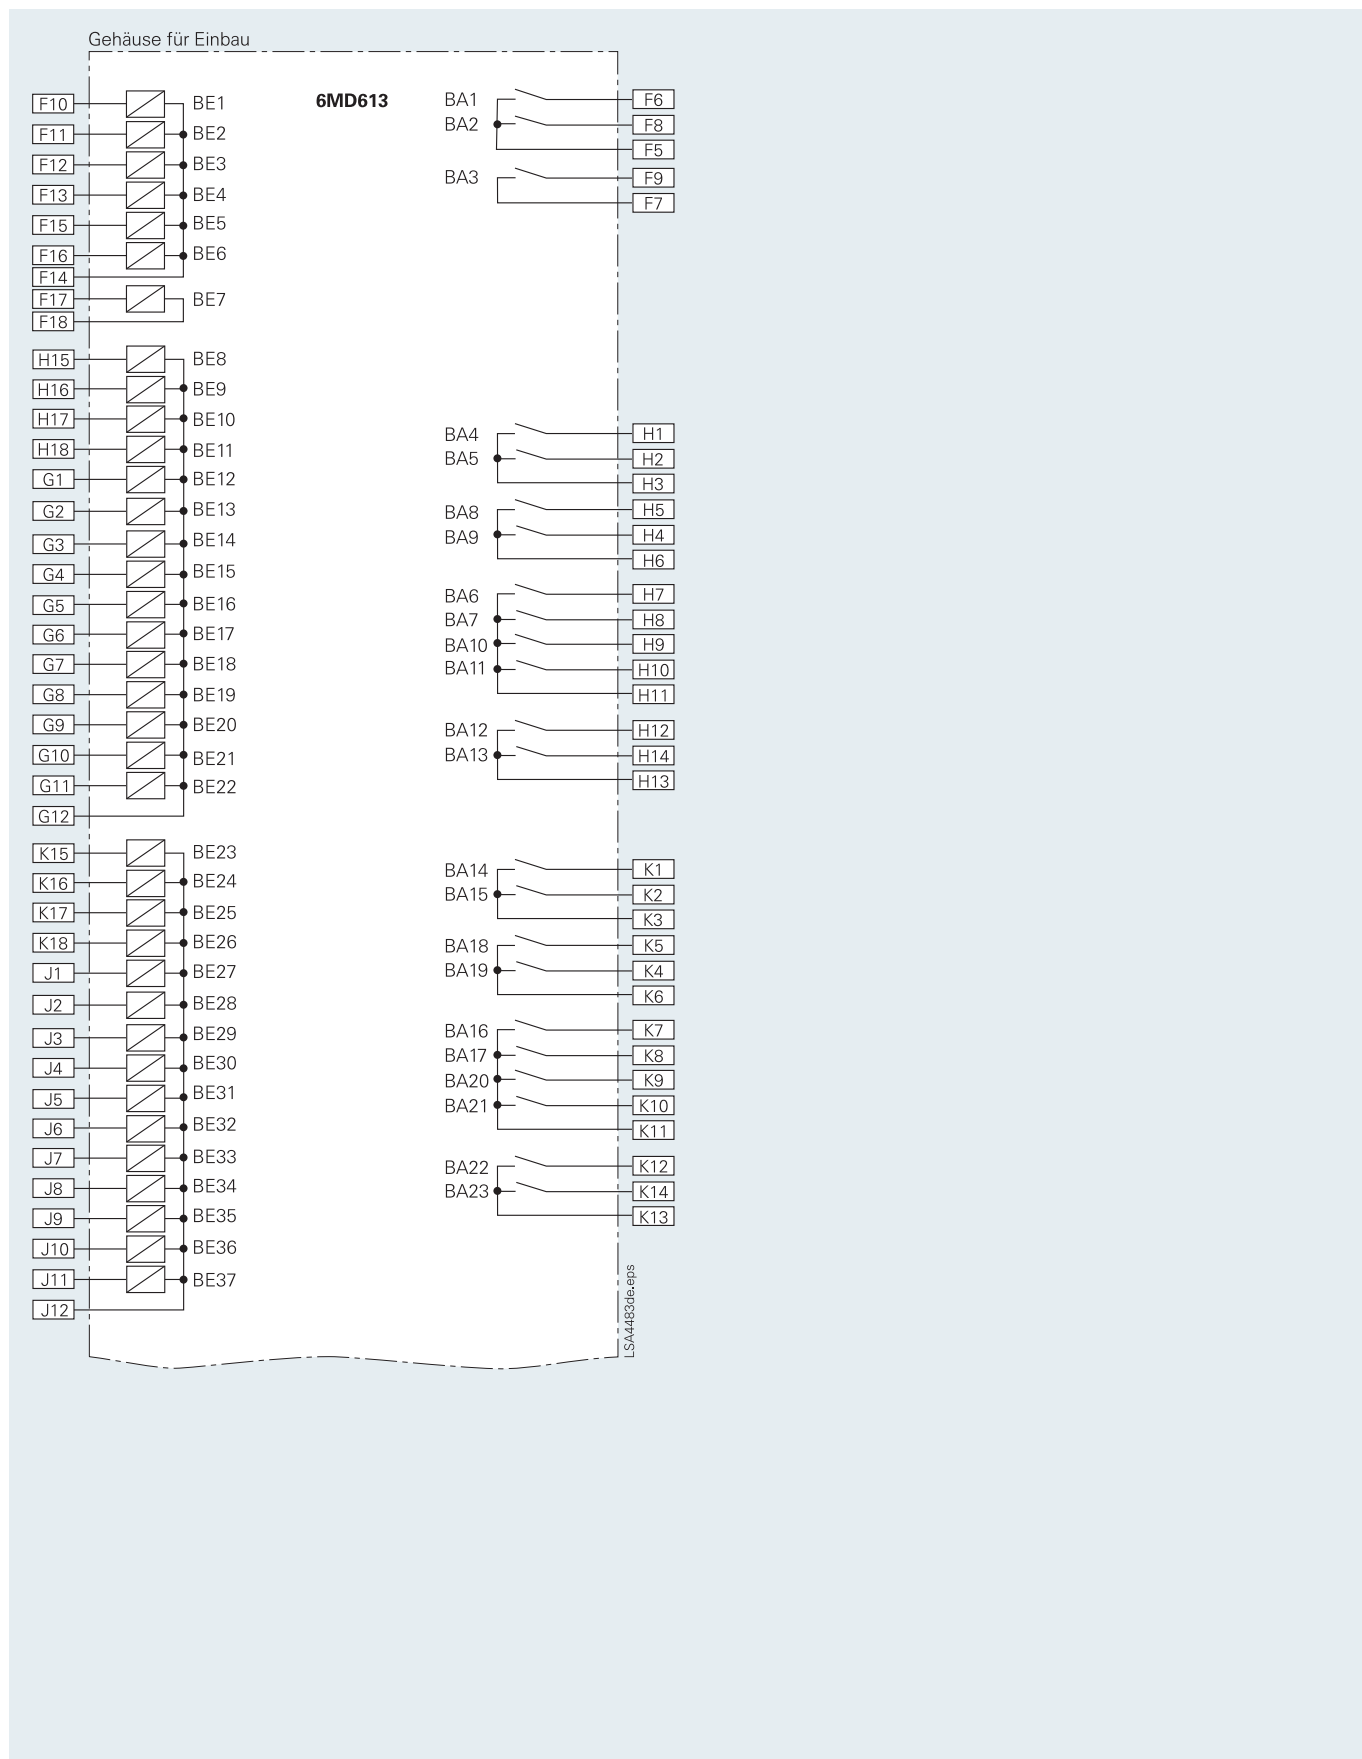 Gehäuse für Einbau
6MD613
F10 BE1
F11 BE2
F12 BE3
F13 BE4
F15 BE5
F16 BE6
F14
F17 BE7
F18
H15 BE8
H16 BE9
H17 BE10
H18 BE11
G1 BE12
G2 BE13
G3 BE14
G4 BE15
G5 BE16
G6 BE17
G7 BE18
G8 BE19
G9 BE20
G10 BE21
G11 BE22
G12
K15 BE23
K16 BE24
K17 BE25
K18 BE26
J1 BE27
J2 BE28
J3 BE29
J4 BE30
J5 BE31
J6 BE32
J7 BE33
J8 BE34
J9 BE35
J10 BE36
J11 BE37
J12
BA1 F6
BA2 F8
F5
BA3 F9
F7
BA4 H1
BA5 H2
H3
BA8 H5
BA9 H4
H6
BA6 H7
BA7 H8
BA10 H9
BA11 H10
H11
BA12 H12
BA13 H14
H13
BA14 K1
BA15 K2
K3
BA18 K5
BA19 K4
K6
BA16 K7
BA17 K8
BA20 K9
BA21 K10
K11
BA22 K12
BA23 K14
K13
LSA4483de.eps